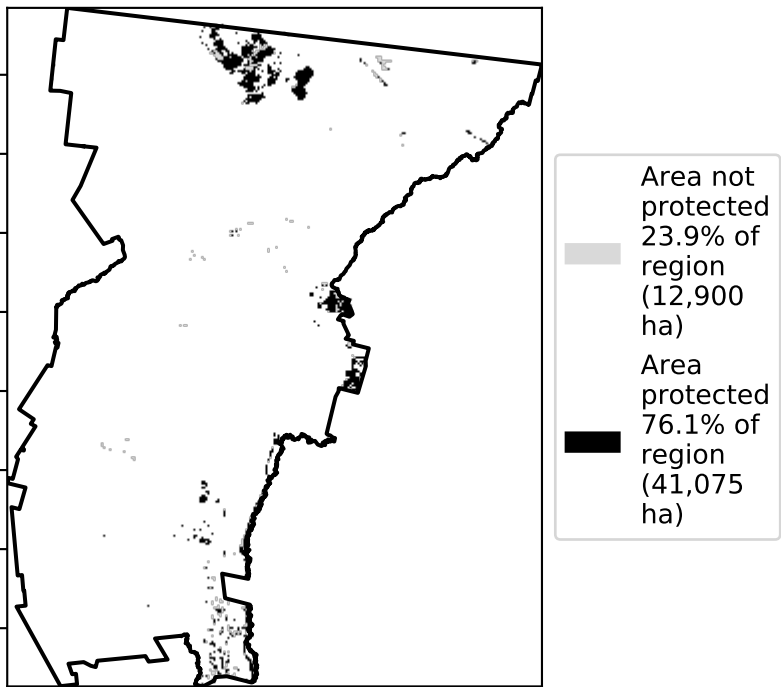 Area not
protected
23.9% of
region
(12,900
ha)
Area
protected
76.1% of
region
(41,075
ha)